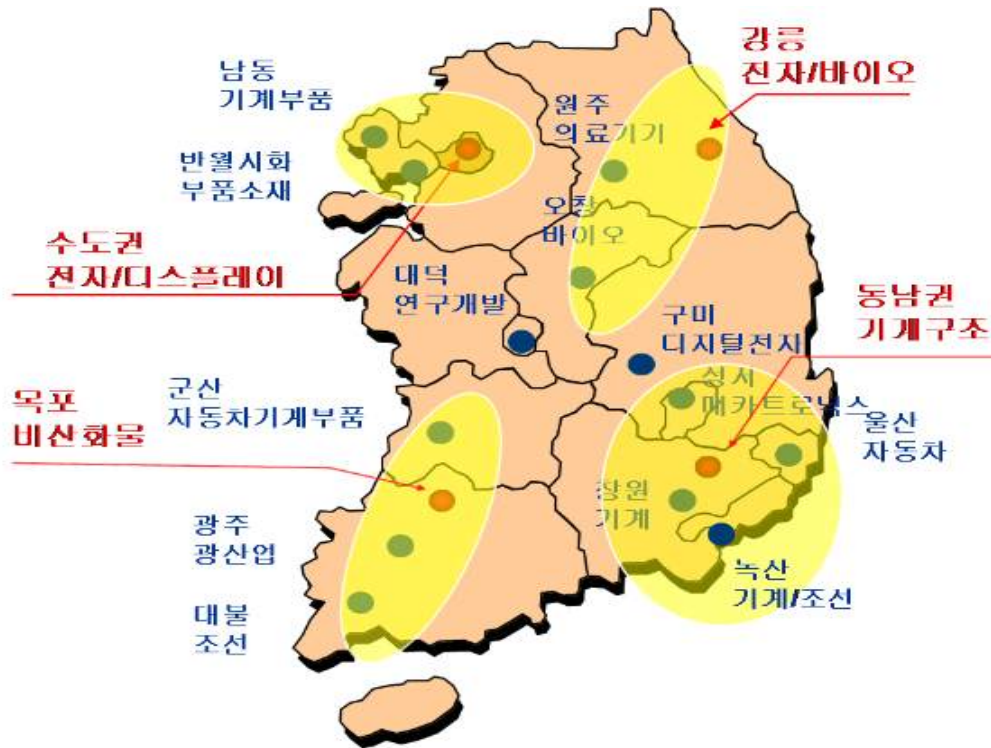 강릉
전자/바이오
남동
기계부품
원주
의료기기
반월시화
부품소재
오창
바이오
수도권
전자/디스플레이
대덕
연구개발
동남권
기계구조
구미
디지털전자
성서
메카트로닉스
목포
비산화물
군산
자동차기계부품
울산
자동차
창원
기계
광주
광산업
녹산
기계/조선
대불
조선